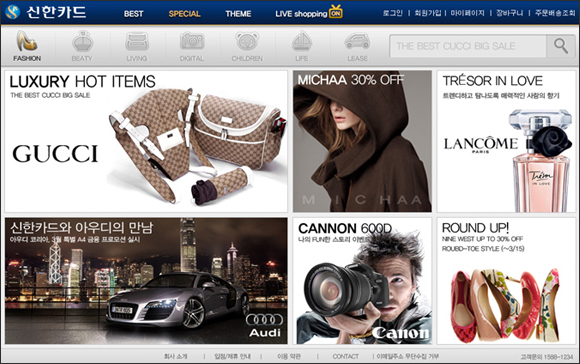 신한카드
BEST
SPECIAL
THEME
LIVE shopping ON
로그인 | 회원가입 | 마이페이지 | 장바구니 | 주문배송조회
FASHION
BEATY
LIVING
DIGITAL
CHILDREN
LIFE
LEASE
THE BEST CUCCI BIG SALE
LUXURY HOT ITEMS
THE BEST CUCCI BIG SALE
GUCCI
MICHAA 30% OFF
MICHAA
TRÉSOR IN LOVE
트렌디하고 탐나도록 매력적인 사람의 향기
LANCÔME
PARIS
Trésor
IN LOVE
신한카드와 아우디의 만남
아우디 코리아, 3월 특별 A4 금융 프로모션 실시
Audi
CANNON 600D
나의 FUN한 스토리 이벤트
Canon
ROUND UP!
NINE WEST UP TO 30% OFF
ROUBO-TOE STYLE (~3/15)
회사 소개 | 입점/제휴 안내 | 이용 약관 | CONTACT | 이메일주소 무단수집 거부
고객문의 1588-1234